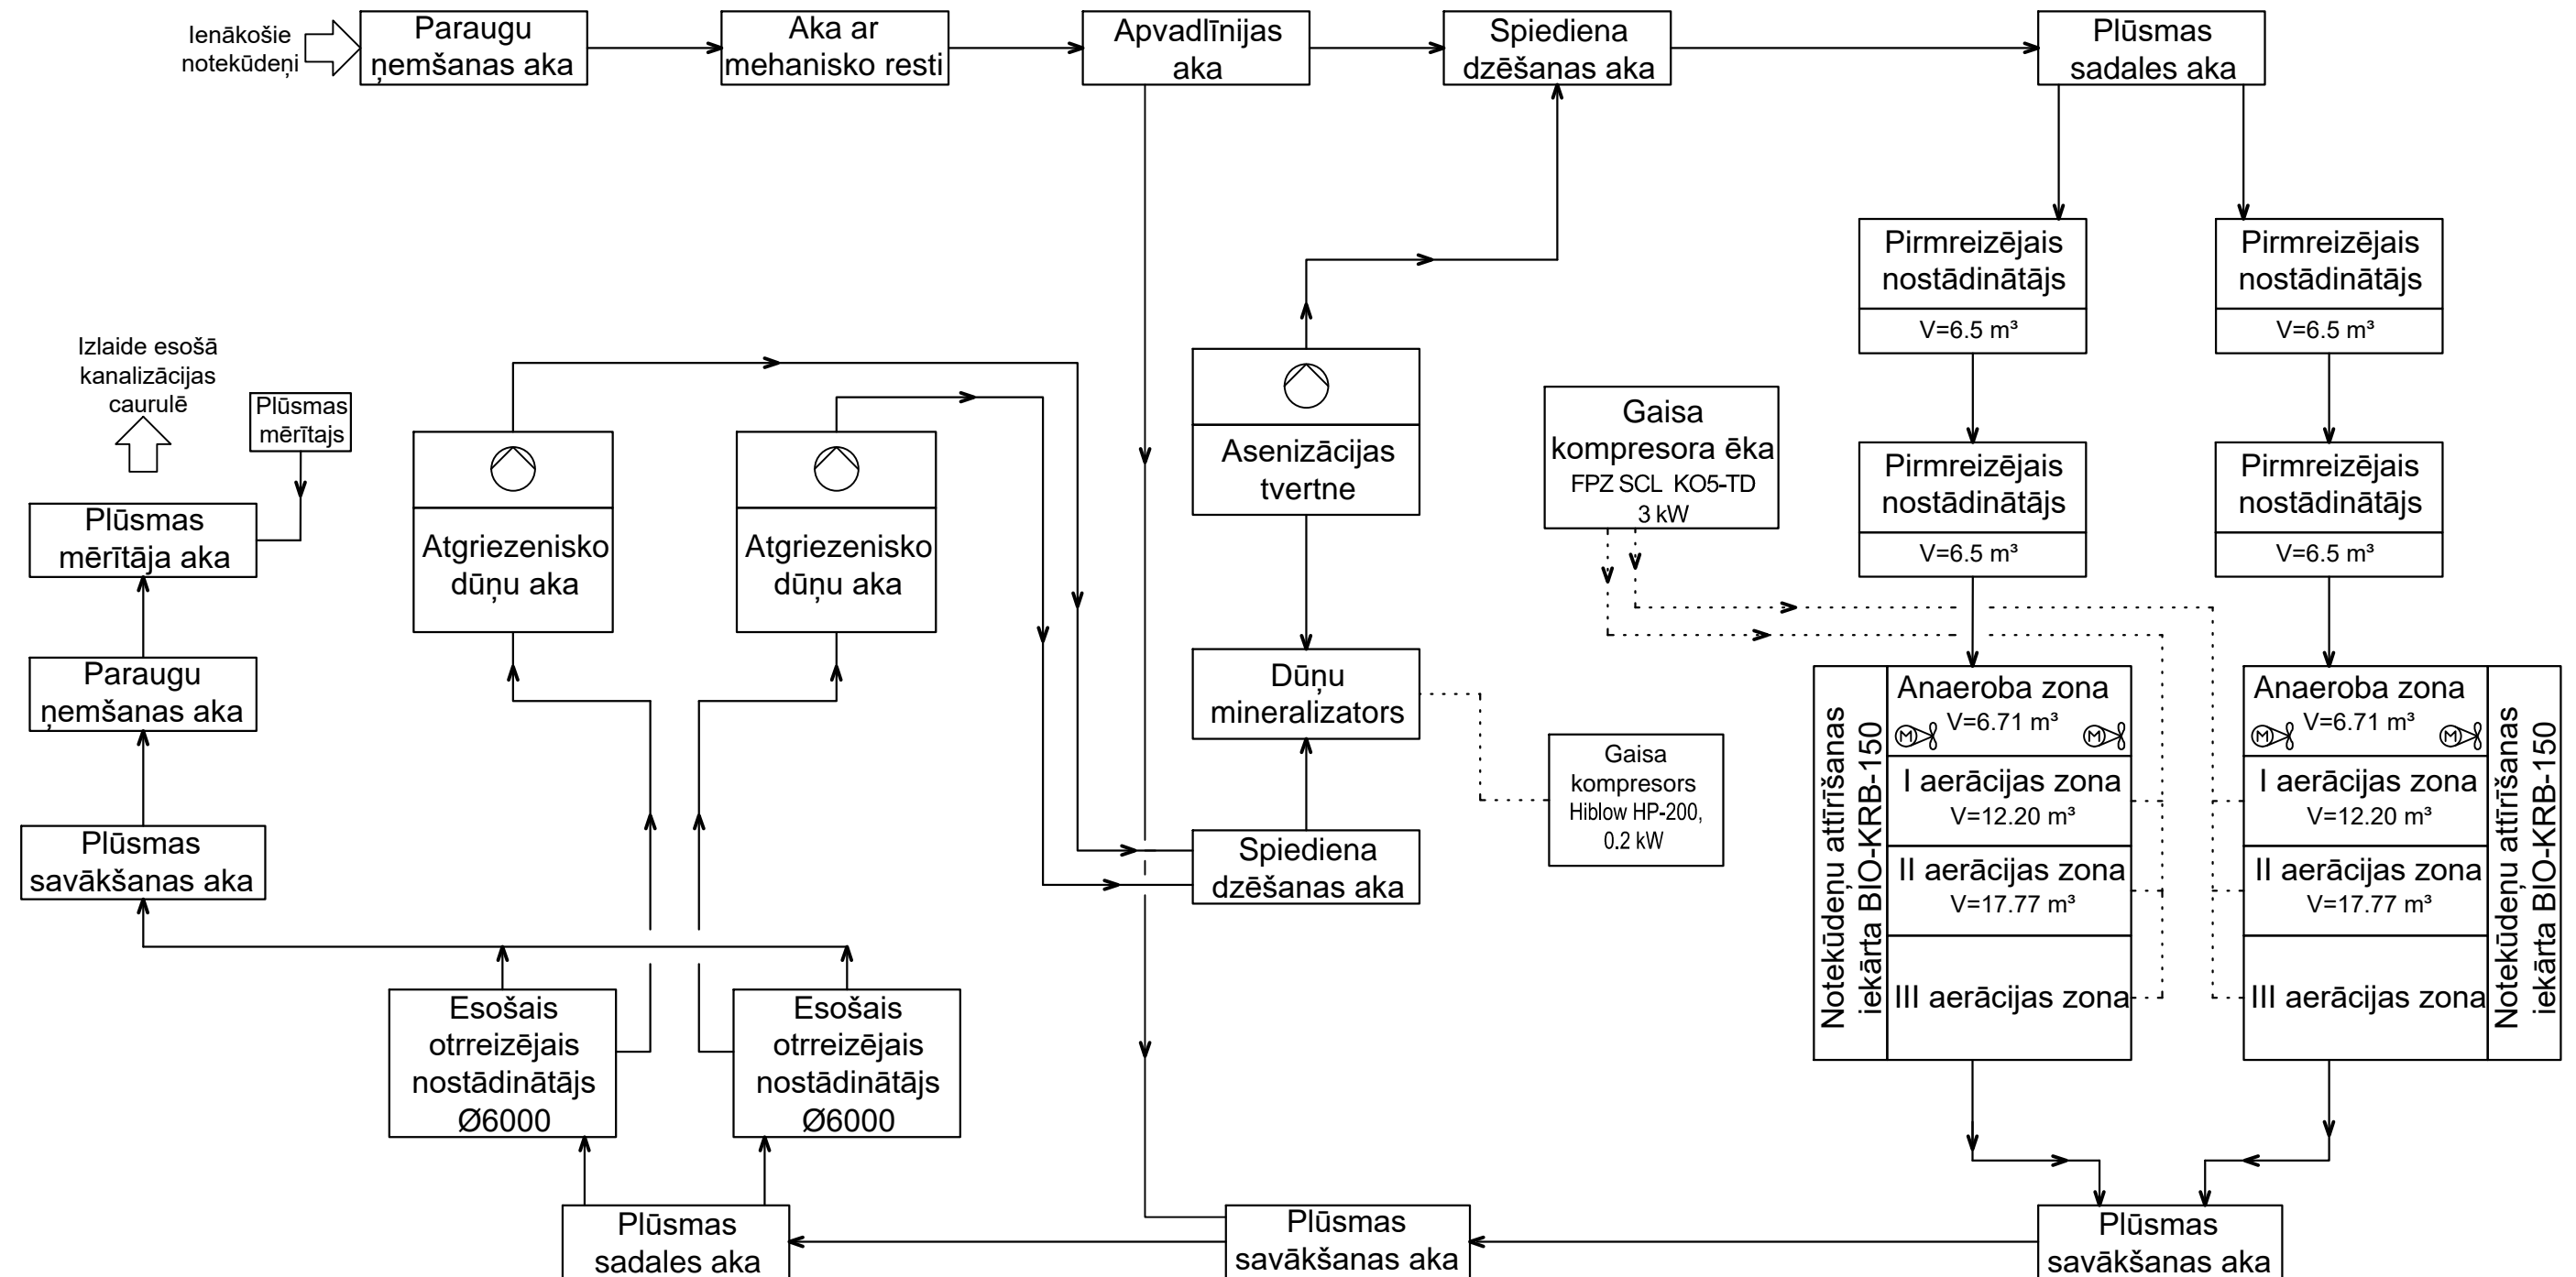 Ienākošie
notekūdeņi
Paraugu
ņemšanas aka
Aka ar
mehanisko resti
Apvadlīnijas
aka
Spiediena
dzēšanas aka
Plūsmas
sadales aka
Pirmreizējais
nostādinātājs
V=6.5 m³
Pirmreizējais
nostādinātājs
V=6.5 m³
Izlaide esošā
kanalizācijas
caurulē
Plūsmas
mērītajs
Plūsmas
mērītāja aka
Atgriezenisko
dūņu aka
Atgriezenisko
dūņu aka
Asenizācijas
tvertne
Gaisa
kompresora ēka
FPZ SCL KO5-TD
3 kW
Pirmreizējais
nostādinātājs
V=6.5 m³
Pirmreizējais
nostādinātājs
V=6.5 m³
Paraugu
ņemšanas aka
Dūņu
mineralizators
Gaisa
kompresors
Hiblow HP-200,
0.2 kW
Notekūdeņu attīrīšanas
iekārta BIO-KRB-150
Anaeroba zona
V=6.71 m³
M
M
I aerācijas zona
V=12.20 m³
II aerācijas zona
V=17.77 m³
III aerācijas zona
Anaeroba zona
V=6.71 m³
M
M
I aerācijas zona
V=12.20 m³
II aerācijas zona
V=17.77 m³
III aerācijas zona
Notekūdeņu attīrīšanas
iekārta BIO-KRB-150
Plūsmas
savākšanas aka
Spiediena
dzēšanas aka
Esošais
otrreizējais
nostādinātājs
Ø6000
Esošais
otrreizējais
nostādinātājs
Ø6000
Plūsmas
sadales aka
Plūsmas
savākšanas aka
Plūsmas
savākšanas aka